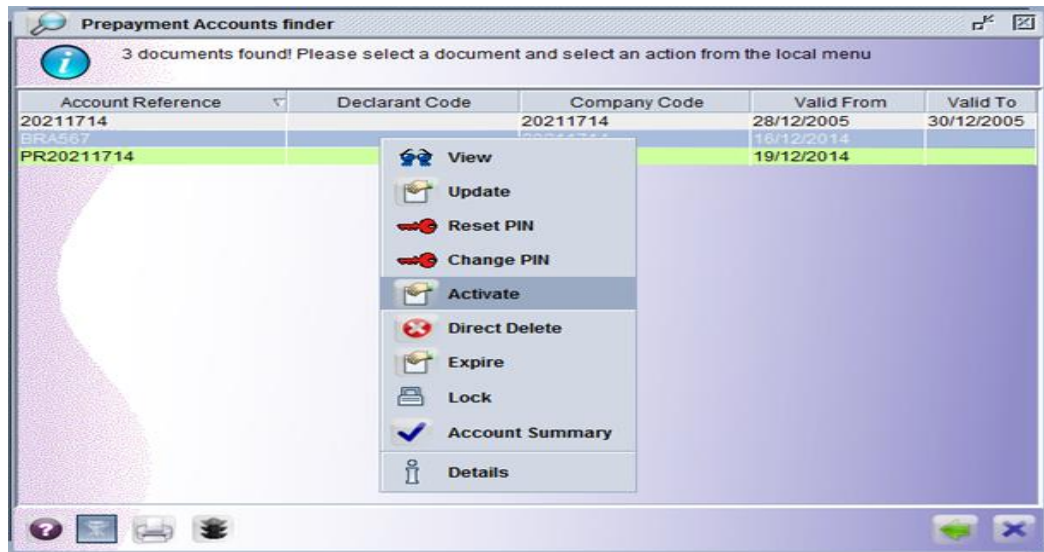 Prepayment Accounts finder
3 documents found! Please select a document and select an action from the local menu
Account Reference Declarant Code Company Code Valid From Valid To
20211714 20211714 28/12/2005 30/12/2005
BRA567 20211714 16/12/2014
PR20211714 19/12/2014
View
Update
Reset PIN
Change PIN
Activate
Direct Delete
Expire
Lock
Account Summary
Details